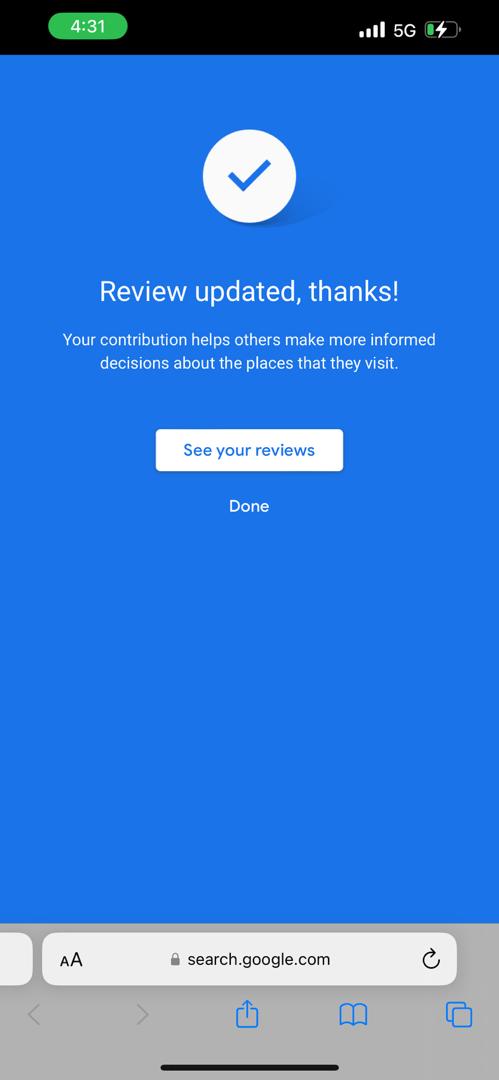 4:31
5G
Review updated, thanks!
Your contribution helps others make more informed
decisions about the places that they visit.
See your reviews
Done
AA
search.google.com